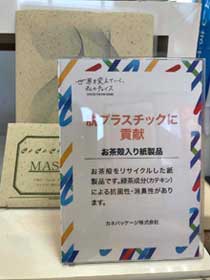 世界を変えていく、
私のチョイス
脱プラスチックに
貢献
お茶殻入り紙製品
お茶殻をリサイクルした紙
製品です。緑茶成分(カテキン)
による抗菌性・消臭性があり
ます。
カネパッケージ株式会社
MAS